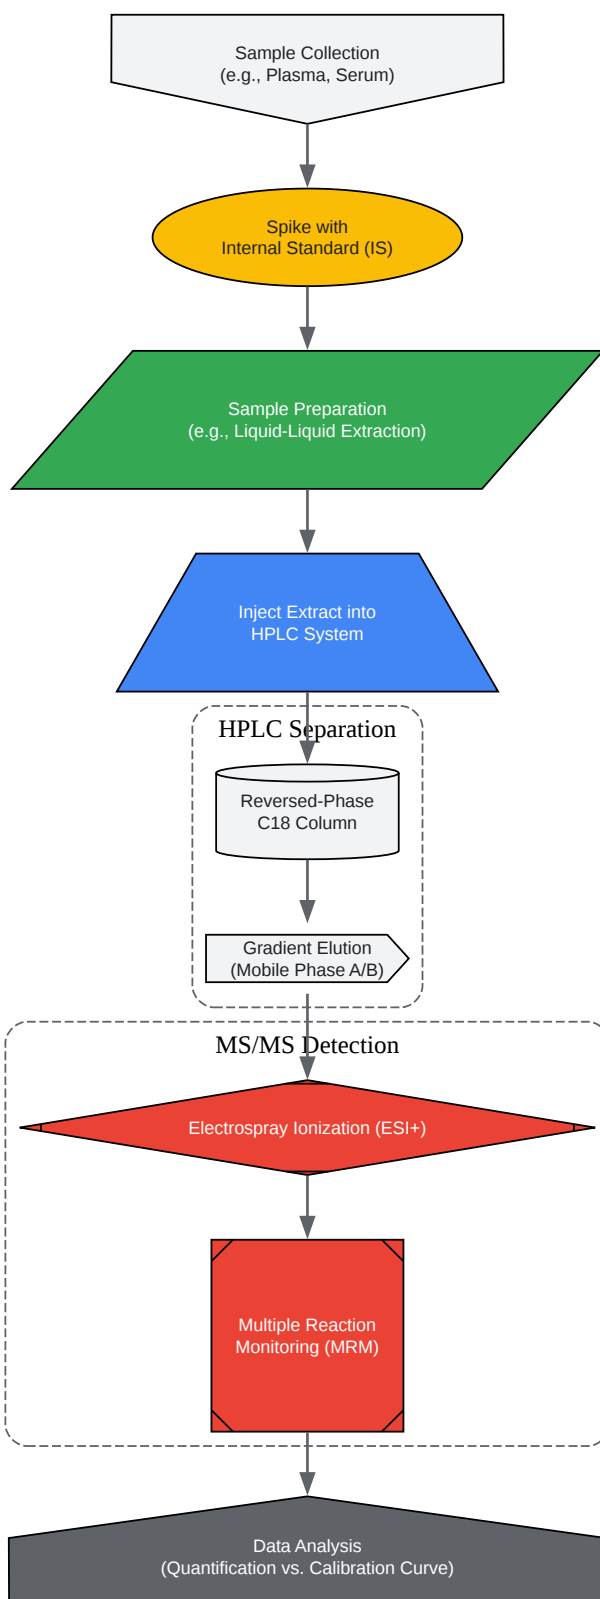 Sample Collection
(e.g., Plasma, Serum)
Spike with
Internal Standard (IS)
Sample Preparation
(e.g., Liquid-Liquid Extraction)
Inject Extract into
HPLC System
HPLC Separation
Reversed-Phase
C18 Column
Gradient Elution
(Mobile Phase A/B)
MS/MS Detection
Electrospray Ionization (ESI+)
Multiple Reaction
Monitoring (MRM)
Data Analysis
(Quantification vs. Calibration Curve)